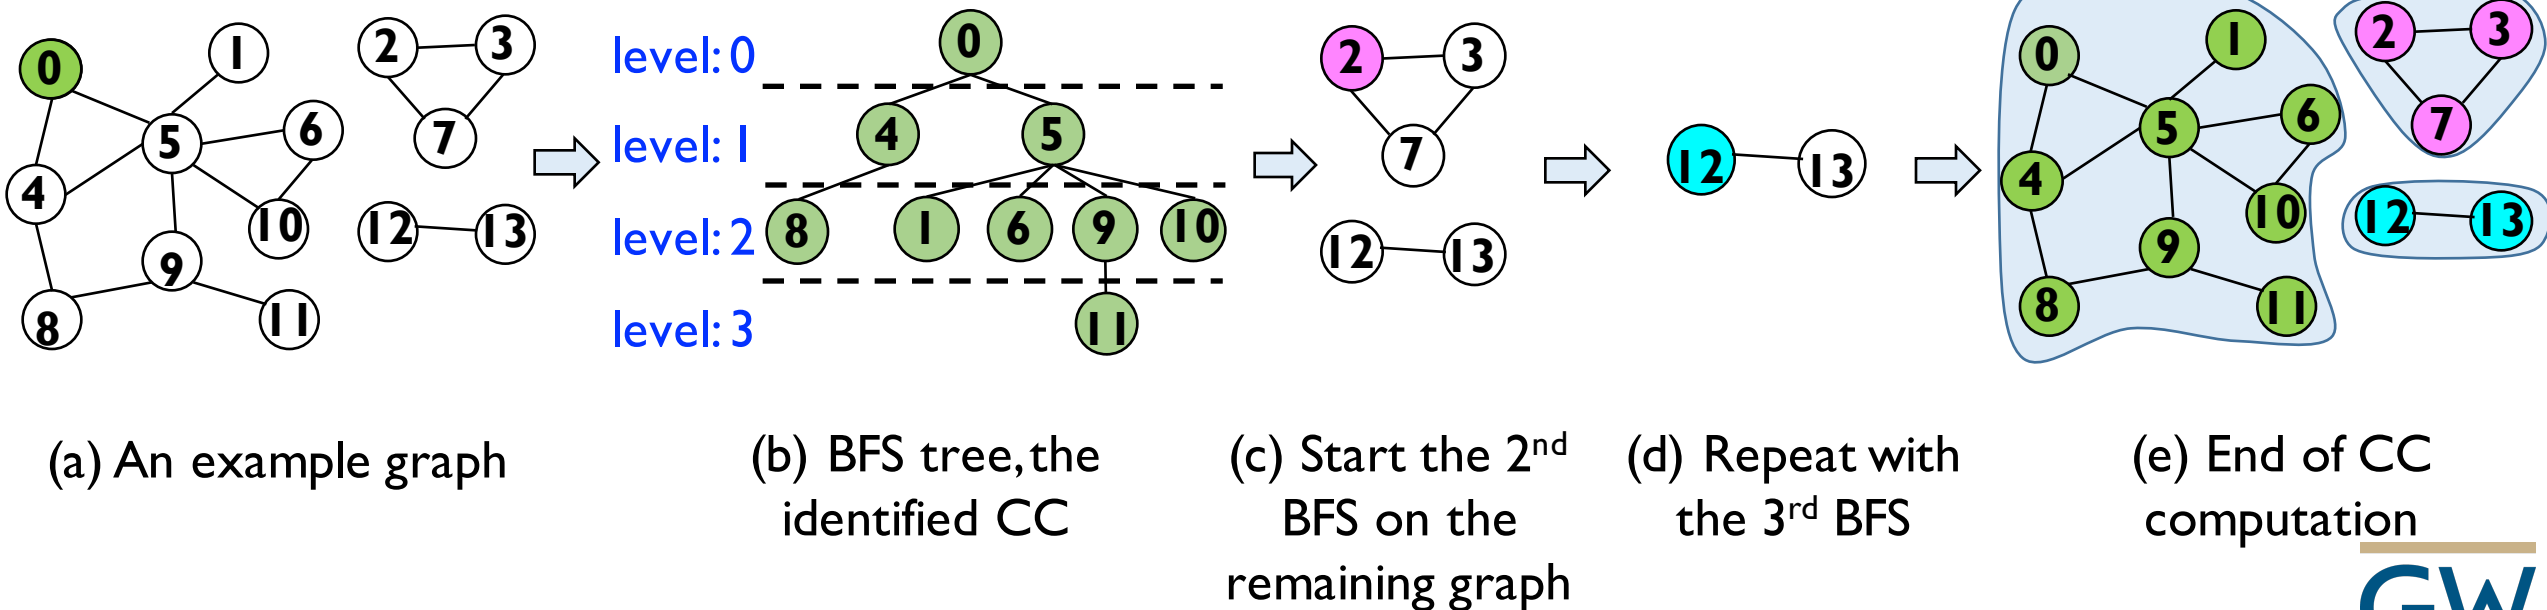 0
1
2
3
5
6
7
4
10
12
13
9
8
11
level: 0
level: 1
level: 2
level: 3
0
4
5
8
1
6
9
10
11
2
3
7
12
13
12
13
0
1
2
3
5
6
7
4
10
12
13
9
8
11
(a) An example graph
(b) BFS tree, the
identified CC
(c) Start the 2nd
BFS on the
remaining graph
(d) Repeat with
the 3rd BFS
(e) End of CC
computation
GW